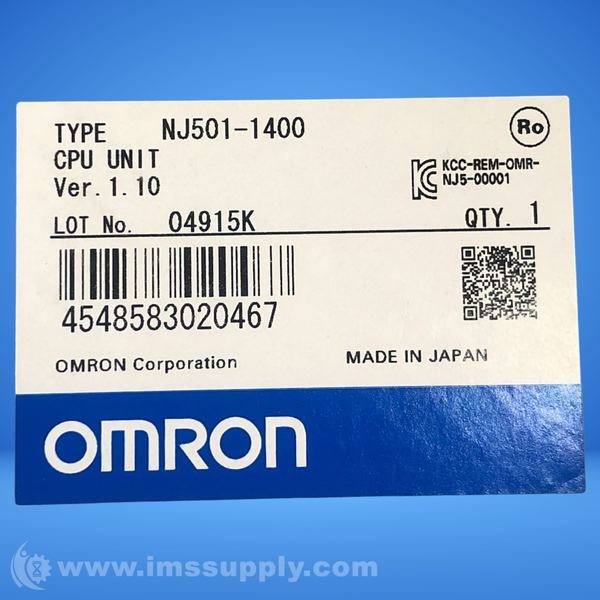 TYPE NJ501-1400
Ro
CPU UNIT
KCC-REM-OMR-
NJ5-00001
Ver.1.10
LOT No. 04915K QTY. 1
4548583020467
OMRON Corporation MADE IN JAPAN
OMRON
www.imssupply.com